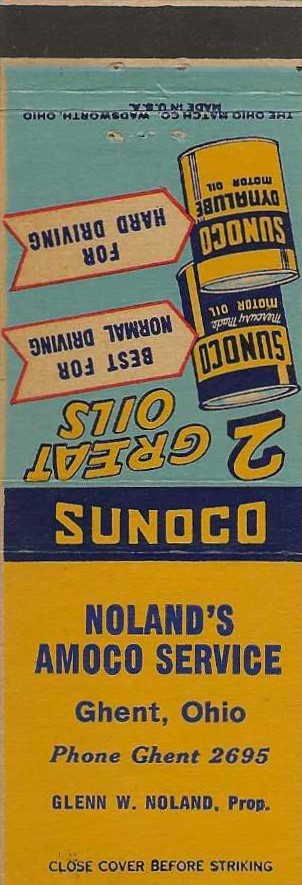 SUNOCO
NOLAND'S
AMOCO SERVICE
Ghent, Ohio
Phone Ghent 2695
GLENN W. NOLAND, Prop.
CLOSE COVER BEFORE STRIKING
2 GREAT
OILS
BEST FOR
NORMAL DRIVING
SUNOCO
Mercury Made
MOTOR OIL
FOR
HARD DRIVING
SUNOCO
DYNALUBE
MOTOR OIL
THE OHIO MATCH CO. WADSWORTH, OHIO
MADE IN U.S.A.